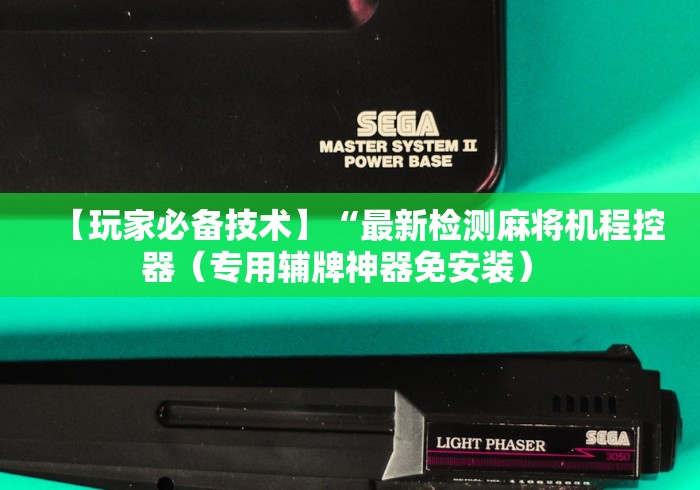 SEGA
MASTER SYSTEM II
POWER BASE
【玩家必备技术】“最新检测麻将机程控
器（专用辅牌神器免安装）
LIGHT PHASER
SEGA
3050